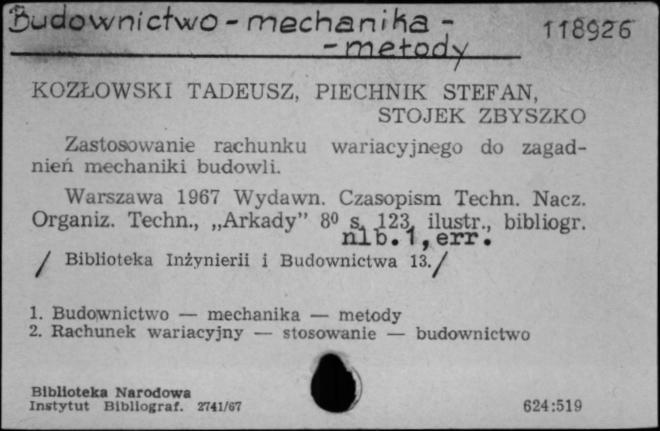 Budownictwo - mechanika -
- metody
118926
KOZŁOWSKI TADEUSZ, PIECHNIK STEFAN,
STOJEK ZBYSZKO
Zastosowanie rachunku wariacyjnego do zagad-
nień mechaniki budowli.
Warszawa 1967 Wydawn. Czasopism Techn. Nacz.
Organiz. Techn., „Arkady” 8⁰ s. 123, ilustr., bibliogr.
nlb. 1, err.
/ Biblioteka Inżynierii i Budownictwa 13. /
1. Budownictwo — mechanika — metody
2. Rachunek wariacyjny — stosowanie — budownictwo
Biblioteka Narodowa
Instytut Bibliograf. 2741/67
624:519